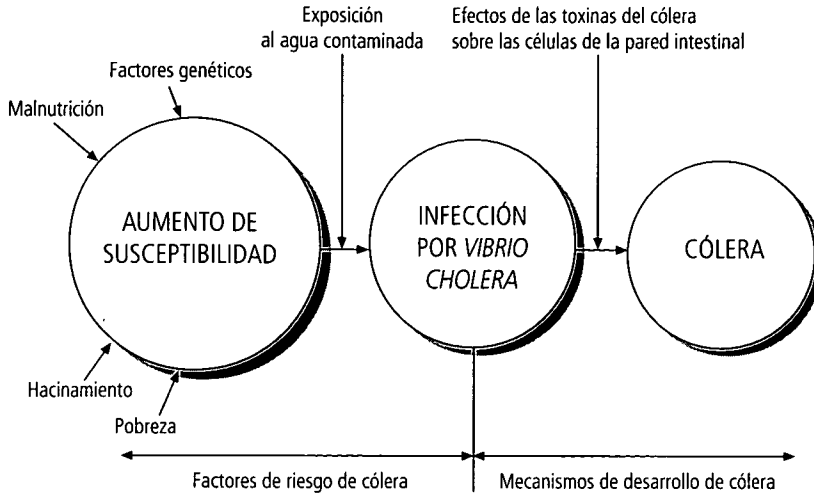 Exposición
al agua contaminada
Efectos de las toxinas del cólera
sobre las células de la pared intestinal
Factores genéticos
Malnutrición
AUMENTO DE
SUSCEPTIBILIDAD
INFECCIÓN
POR VIBRIO
CHOLERA
CÓLERA
Hacinamiento
Pobreza
Factores de riesgo de cólera
Mecanismos de desarrollo de cólera